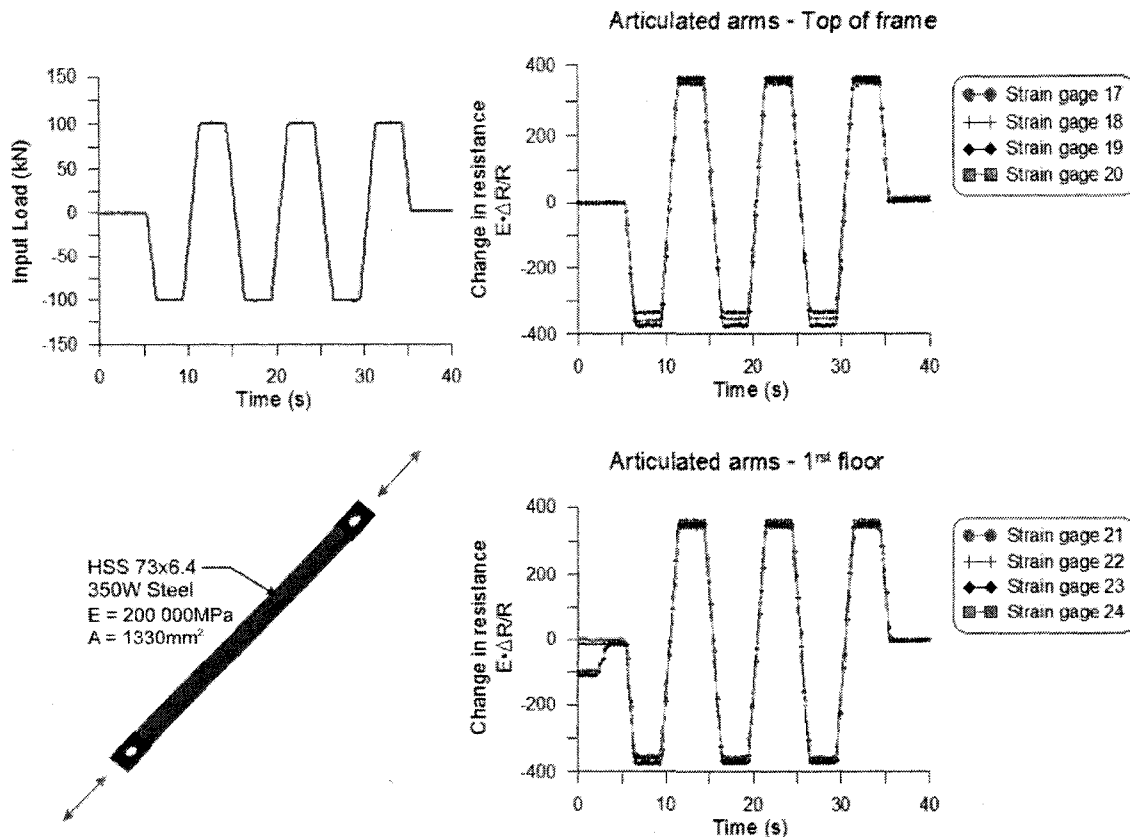 150
100
50
0
-50
-100
-150
Input Load (kN)
0 10 20 30 40
Time (s)
Articulated arms - Top of frame
400
200
0
-200
-400
Change in resistance
E•ΔR/R
0 10 20 30 40
Time (s)
Strain gage 17
Strain gage 18
Strain gage 19
Strain gage 20
HSS 73x6.4
350W Steel
E = 200 000MPa
A = 1330mm²
Articulated arms - 1rst floor
400
200
0
-200
-400
Change in resistance
E•ΔR/R
0 10 20 30 40
Time (s)
Strain gage 21
Strain gage 22
Strain gage 23
Strain gage 24